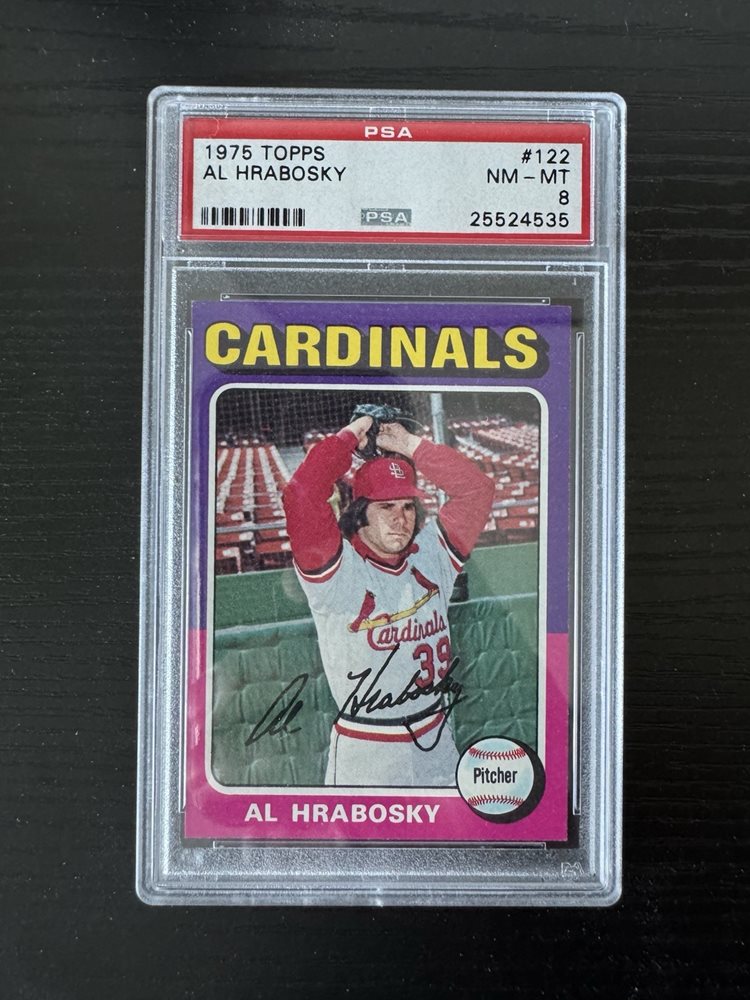 PSA
1975 TOPPS #122
AL HRABOSKY NM-MT
8
PSA 25524535
CARDINALS
STL
Cardinals
39
Al Hrabosky
Pitcher
AL HRABOSKY